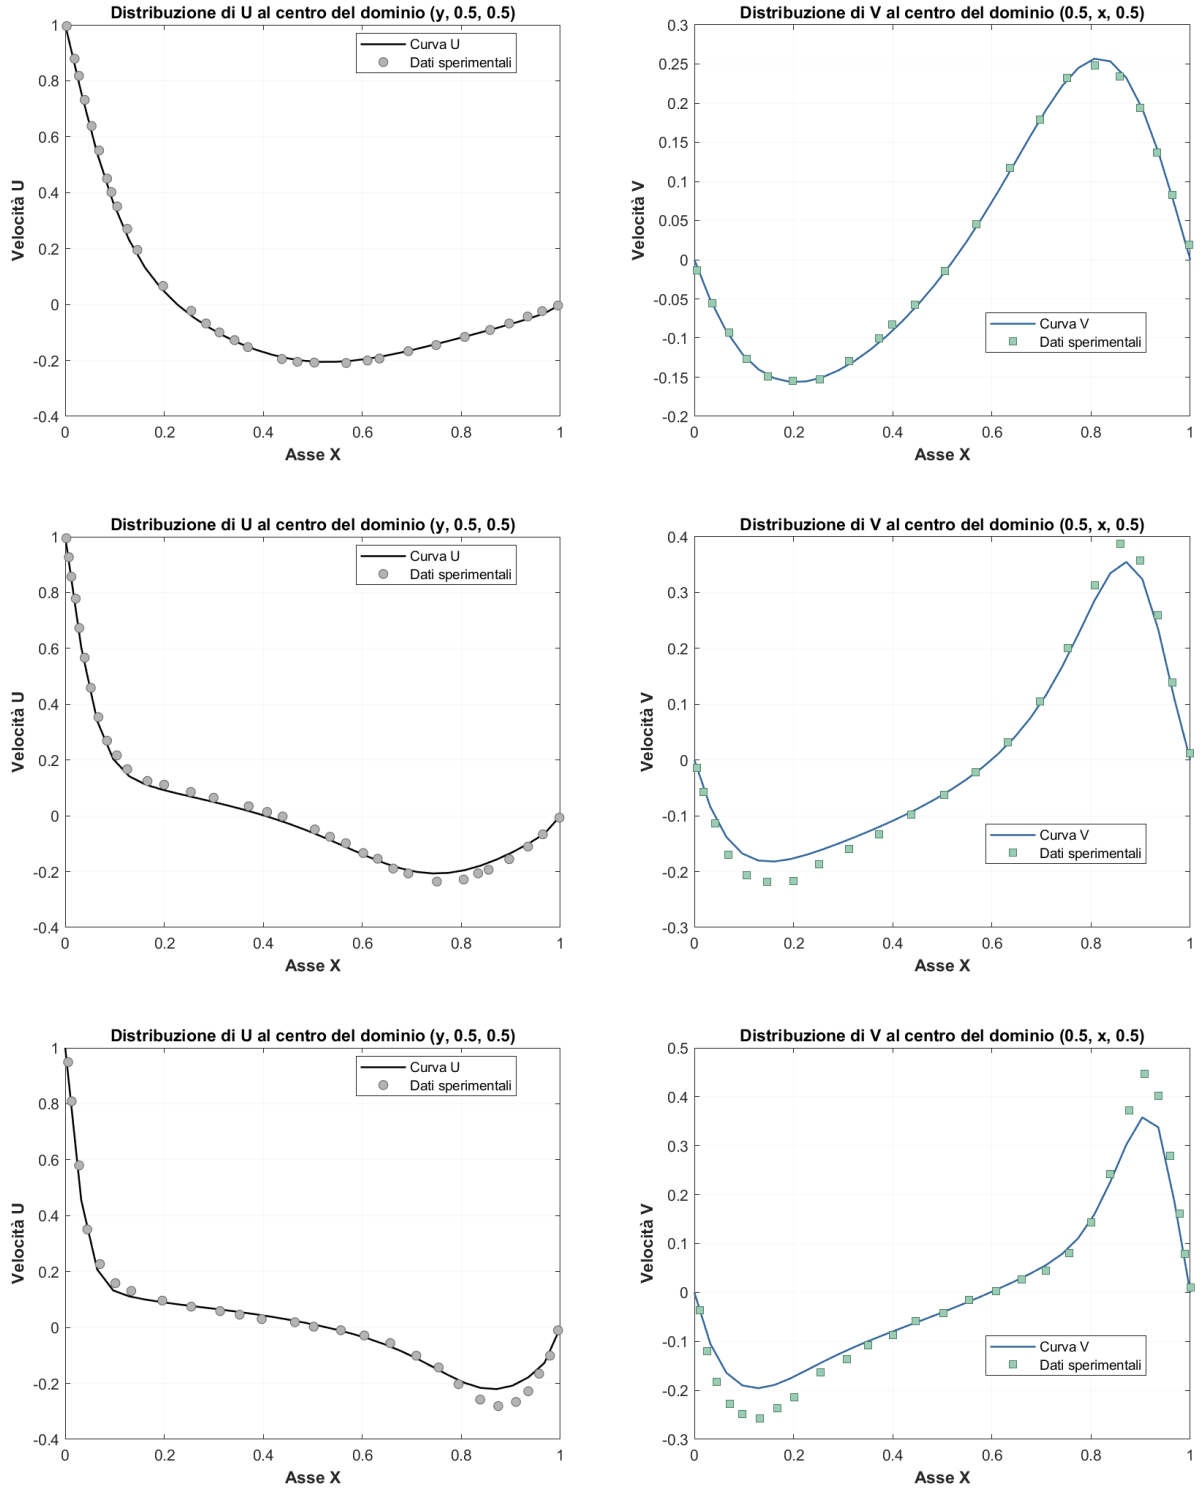 Distribuzione di U al centro del dominio (y, 0.5, 0.5)
1
0.8
0.6
0.4
0.2
0
-0.2
-0.4
Velocità U
Curva U
Dati sperimentali
0 0.2 0.4 0.6 0.8 1
Asse X
Distribuzione di V al centro del dominio (0.5, x, 0.5)
0.3
0.25
0.2
0.15
0.1
0.05
0
-0.05
-0.1
-0.15
-0.2
Velocità V
Curva V
Dati sperimentali
0 0.2 0.4 0.6 0.8 1
Asse X
Distribuzione di U al centro del dominio (y, 0.5, 0.5)
1
0.8
0.6
0.4
0.2
0
-0.2
-0.4
Velocità U
Curva U
Dati sperimentali
0 0.2 0.4 0.6 0.8 1
Asse X
Distribuzione di V al centro del dominio (0.5, x, 0.5)
0.4
0.3
0.2
0.1
0
-0.1
-0.2
-0.3
Velocità V
Curva V
Dati sperimentali
0 0.2 0.4 0.6 0.8 1
Asse X
Distribuzione di U al centro del dominio (y, 0.5, 0.5)
1
0.8
0.6
0.4
0.2
0
-0.2
-0.4
Velocità U
Curva U
Dati sperimentali
0 0.2 0.4 0.6 0.8 1
Asse X
Distribuzione di V al centro del dominio (0.5, x, 0.5)
0.5
0.4
0.3
0.2
0.1
0
-0.1
-0.2
-0.3
Velocità V
Curva V
Dati sperimentali
0 0.2 0.4 0.6 0.8 1
Asse X